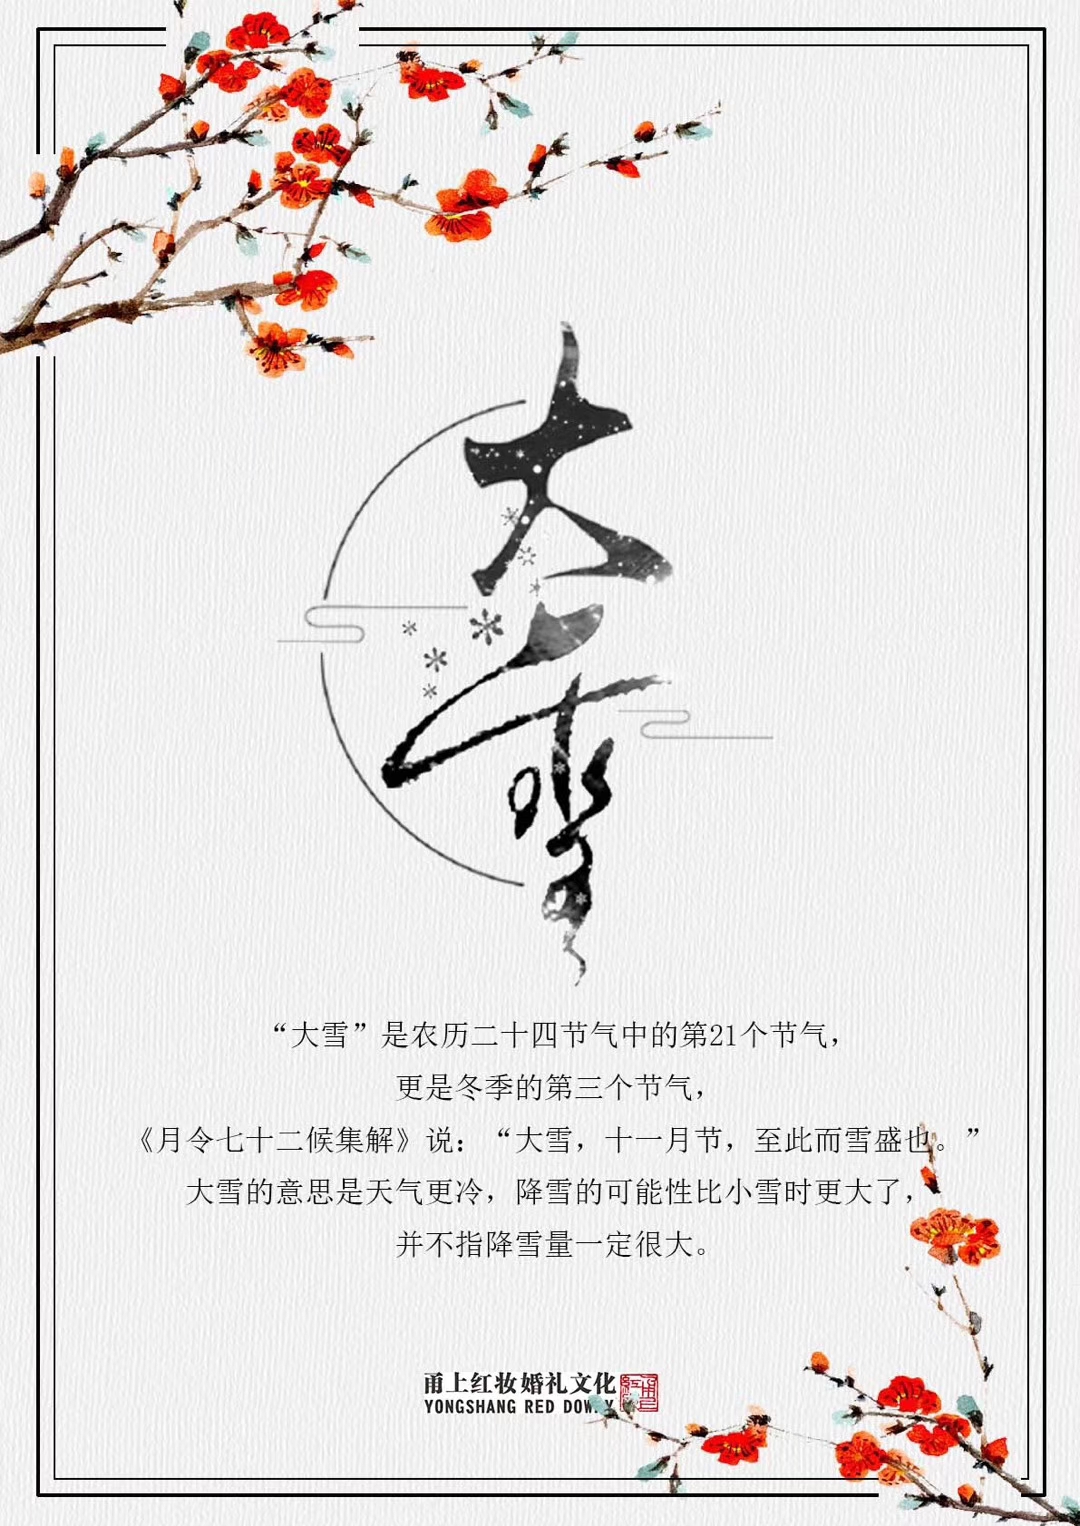 大雪
“大雪”是农历二十四节气中的第21个节气，
更是冬季的第三个节气，
《月令七十二候集解》说：“大雪，十一月节，至此而雪盛也。”
大雪的意思是天气更冷，降雪的可能性比小雪时更大了，
并不指降雪量一定很大。
甬上红妆婚礼文化
YONGSHANG RED DOWRY